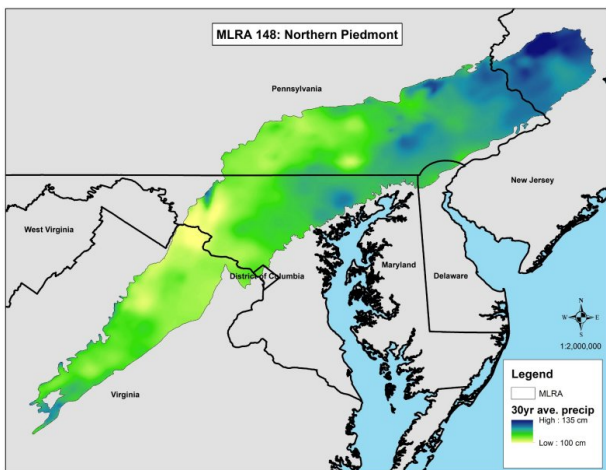 MLRA 148: Northern Piedmont
Pennsylvania
New Jersey
West Virginia
District of Columbia
Maryland
Delaware
Virginia
N
W E
S
1:2,000,000
Legend
MLRA
30yr ave. precip
High : 135 cm
Low : 100 cm